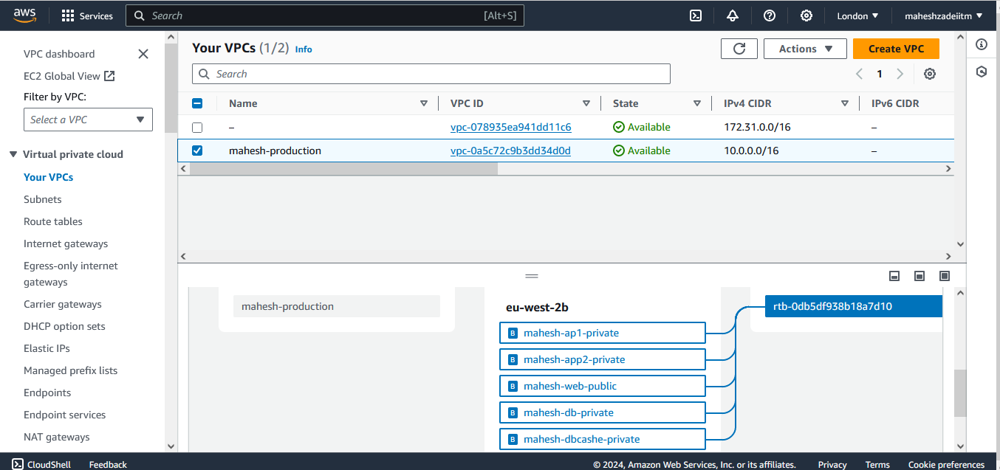 aws
Services
Search
[Alt+S]
London
maheshzadeiitm
VPC dashboard
EC2 Global View
Filter by VPC:
Select a VPC
Virtual private cloud
Your VPCs
Subnets
Route tables
Internet gateways
Egress-only internet
gateways
Carrier gateways
DHCP option sets
Elastic IPs
Managed prefix lists
Endpoints
Endpoint services
NAT gateways
Your VPCs (1/2) Info
Actions
Create VPC
Search
1
Name VPC ID State IPv4 CIDR IPv6 CIDR
– vpc-078935ea941dd11c6 Available 172.31.0.0/16 –
mahesh-production vpc-0a5c72c9b3dd34d0d Available 10.0.0.0/16 –
mahesh-production
eu-west-2b
B mahesh-ap1-private
B mahesh-app2-private
B mahesh-web-public
B mahesh-db-private
B mahesh-dbcashe-private
rtb-0db5df938b18a7d10
CloudShell Feedback © 2024, Amazon Web Services, Inc. or its affiliates. Privacy Terms Cookie preferences